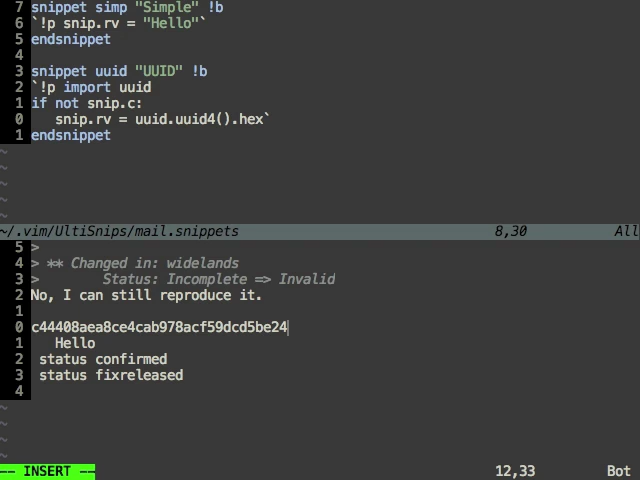 7 snippet simp "Simple" !b
6 `!p snip.rv = "Hello"`
5 endsnippet
4
3 snippet uuid "UUID" !b
2 `!p import uuid
1 if not snip.c:
0    snip.rv = uuid.uuid4().hex`
1 endsnippet
~
~
~
~
~
~/.vim/UltiSnips/mail.snippets 8,30 All
5 >
4 > ** Changed in: widelands
3 >        Status: Incomplete => Invalid
2 No, I can still reproduce it.
1
0 c44408aea8ce4cab978acf59dcd5be24
1    Hello
2  status confirmed
3  status fixreleased
4
~
~
~
~
-- INSERT -- 12,33 Bot